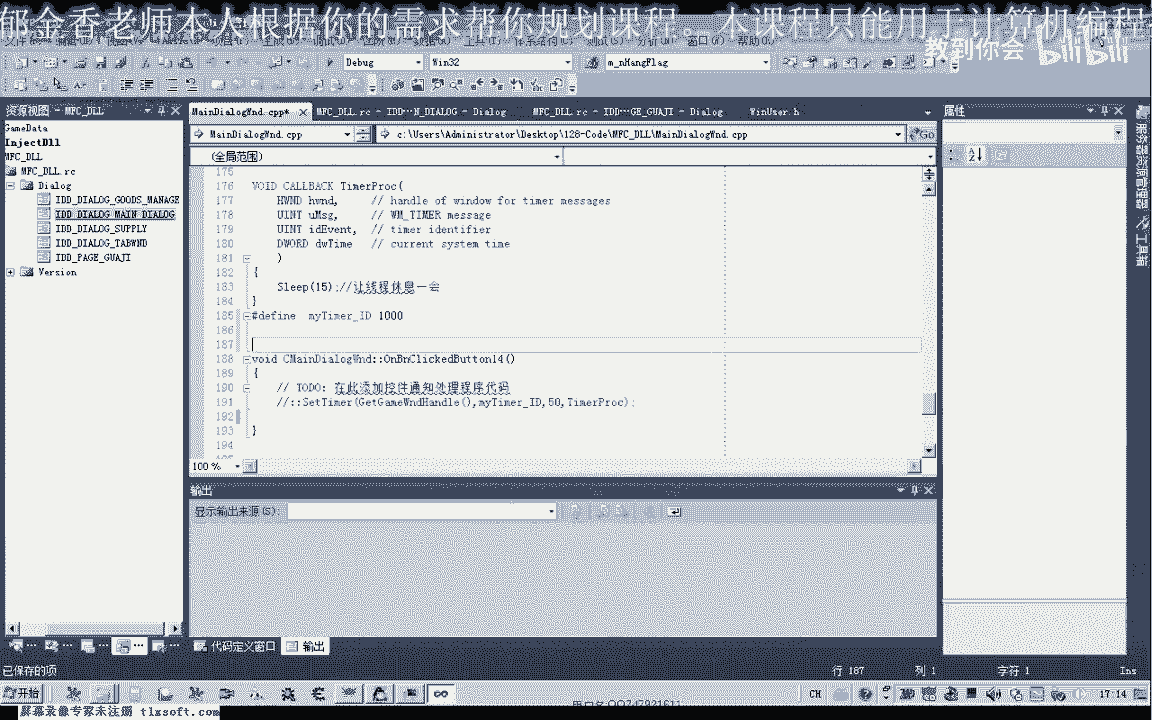 郁金香老师本人根据你的需求帮你规划课程。本课程只能用于计算机编程
教到你会 bilibili
Debug Win32 m_nHangFlag
资源视图 - MFC_DLL
MainDialogWnd.cpp* MFC_DLL.rc - IDD…N_DIALOG - Dialog MFC_DLL.rc - IDD…GE_GUAJI - Dialog WinUser.h
属性
MainDialogWnd.cpp c:\Users\Administrator\Desktop\128-Code\MFC_DLL\MainDialogWnd.cpp Go
(全局范围)
GameData
InjectDll
MFC_DLL
MFC_DLL.rc
Dialog
IDD_DIALOG_GOODS_MANAGE
IDD_DIALOG_MAIN_DIALOG
IDD_DIALOG_SUPPLY
IDD_DIALOG_TABWND
IDD_PAGE_GUAJI
Version
175
176 VOID CALLBACK TimerProc(
177 HWND hwnd, // handle of window for timer messages
178 UINT uMsg, // WM_TIMER message
179 UINT idEvent, // timer identifier
180 DWORD dwTime // current system time
181 )
182 {
183 Sleep(15);//让线程休息一会
184 }
185 #define myTimer_ID 1000
186
187
188 void CMainDialogWnd::OnBnClickedButton14()
189 {
190 // TODO: 在此添加控件通知处理程序代码
191 //::SetTimer(GetGameWndHandle(),myTimer_ID,50,TimerProc);
192
193 }
194
100 %
输出
显示输出来源(S):
代码定义窗口 输出
服务器资源管理器
工具箱
已保存的项 行 187 列 1 字符 1 Ins
开始 CH 17:14
屏幕录像专家未注册 tlxsoft.com